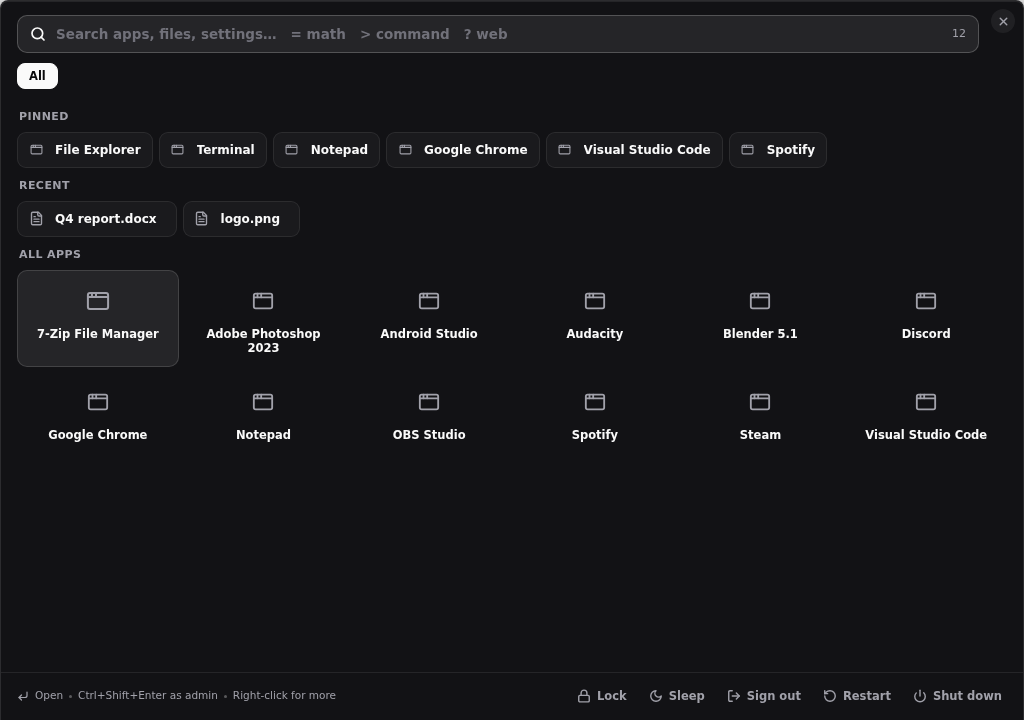 Search apps, files, settings... = math > command ? web 12
All
PINNED
File Explorer Terminal Notepad Google Chrome Visual Studio Code Spotify
RECENT
Q4 report.docx logo.png
ALL APPS
7-Zip File Manager Adobe Photoshop 2023 Android Studio Audacity Blender 5.1 Discord
Google Chrome Notepad OBS Studio Spotify Steam Visual Studio Code
Open • Ctrl+Shift+Enter as admin • Right-click for more Lock Sleep Sign out Restart Shut down